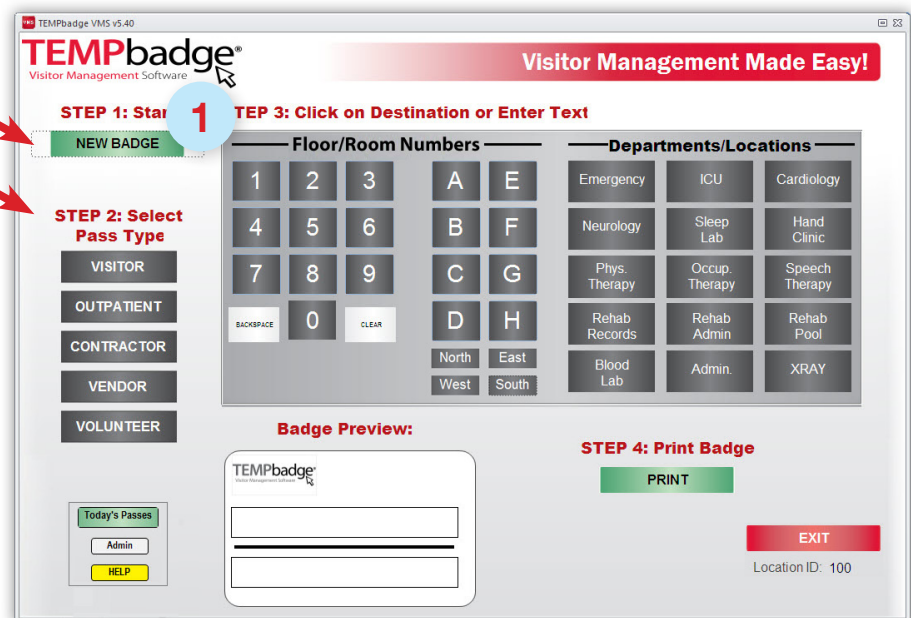 TEMPbadge VMS v5.40
TEMPbadge®
Visitor Management Software
Visitor Management Made Easy!
STEP 1: Star
1
TEP 3: Click on Destination or Enter Text
NEW BADGE
STEP 2: Select
Pass Type
VISITOR
OUTPATIENT
CONTRACTOR
VENDOR
VOLUNTEER
Floor/Room Numbers
1 2 3 A E
4 5 6 B F
7 8 9 C G
BACKSPACE 0 CLEAR D H
North East
West South
Departments/Locations
Emergency
ICU
Cardiology
Neurology
Sleep
Lab
Hand
Clinic
Phys.
Therapy
Occup.
Therapy
Speech
Therapy
Rehab
Records
Rehab
Admin
Rehab
Pool
Blood
Lab
Admin.
XRAY
Badge Preview:
TEMPbadge®
Visitor Management Software
STEP 4: Print Badge
PRINT
Today's Passes
Admin
HELP
EXIT
Location ID: 100